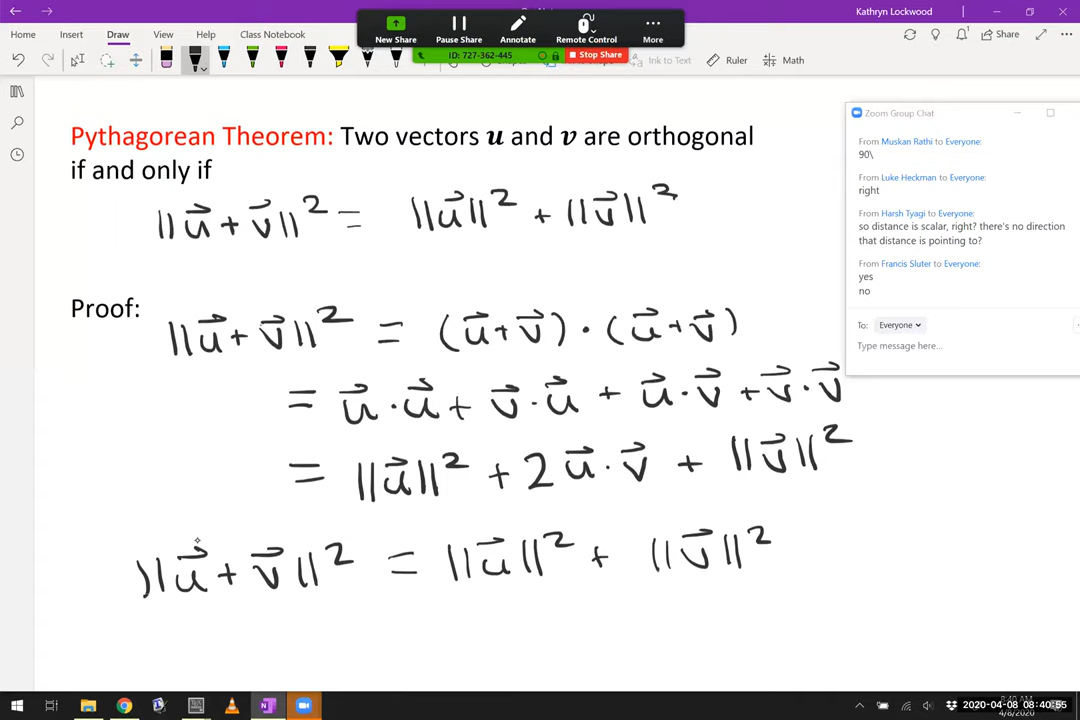 Kathryn Lockwood
New Share
Pause Share
Annotate
Remote Control
More
Home Insert Draw View Help Class Notebook
Share
ID: 727-362-445
Stop Share
Ink to Text
Ruler
Math
Pythagorean Theorem: Two vectors u and v are orthogonal
if and only if
||u⃗ + v⃗||² = ||u⃗||² + ||v⃗||²
Proof:
||u⃗ + v⃗||² = (u⃗+v⃗) · (u⃗+v⃗)
= u⃗ · u⃗ + v⃗ · u⃗ + u⃗ · v⃗ + v⃗ · v⃗
= ||u⃗||² + 2 u⃗ · v⃗ + ||v⃗||²
||u⃗ + v⃗||² = ||u⃗||² + ||v⃗||²
Zoom Group Chat
From Muskan Rathi to Everyone:
90\
From Luke Heckman to Everyone:
right
From Harsh Tyagi to Everyone:
so distance is scalar, right? there's no direction
that distance is pointing to?
From Francis Sluter to Everyone:
yes
no
To: Everyone
Type message here...
2020-04-08 08:40:55